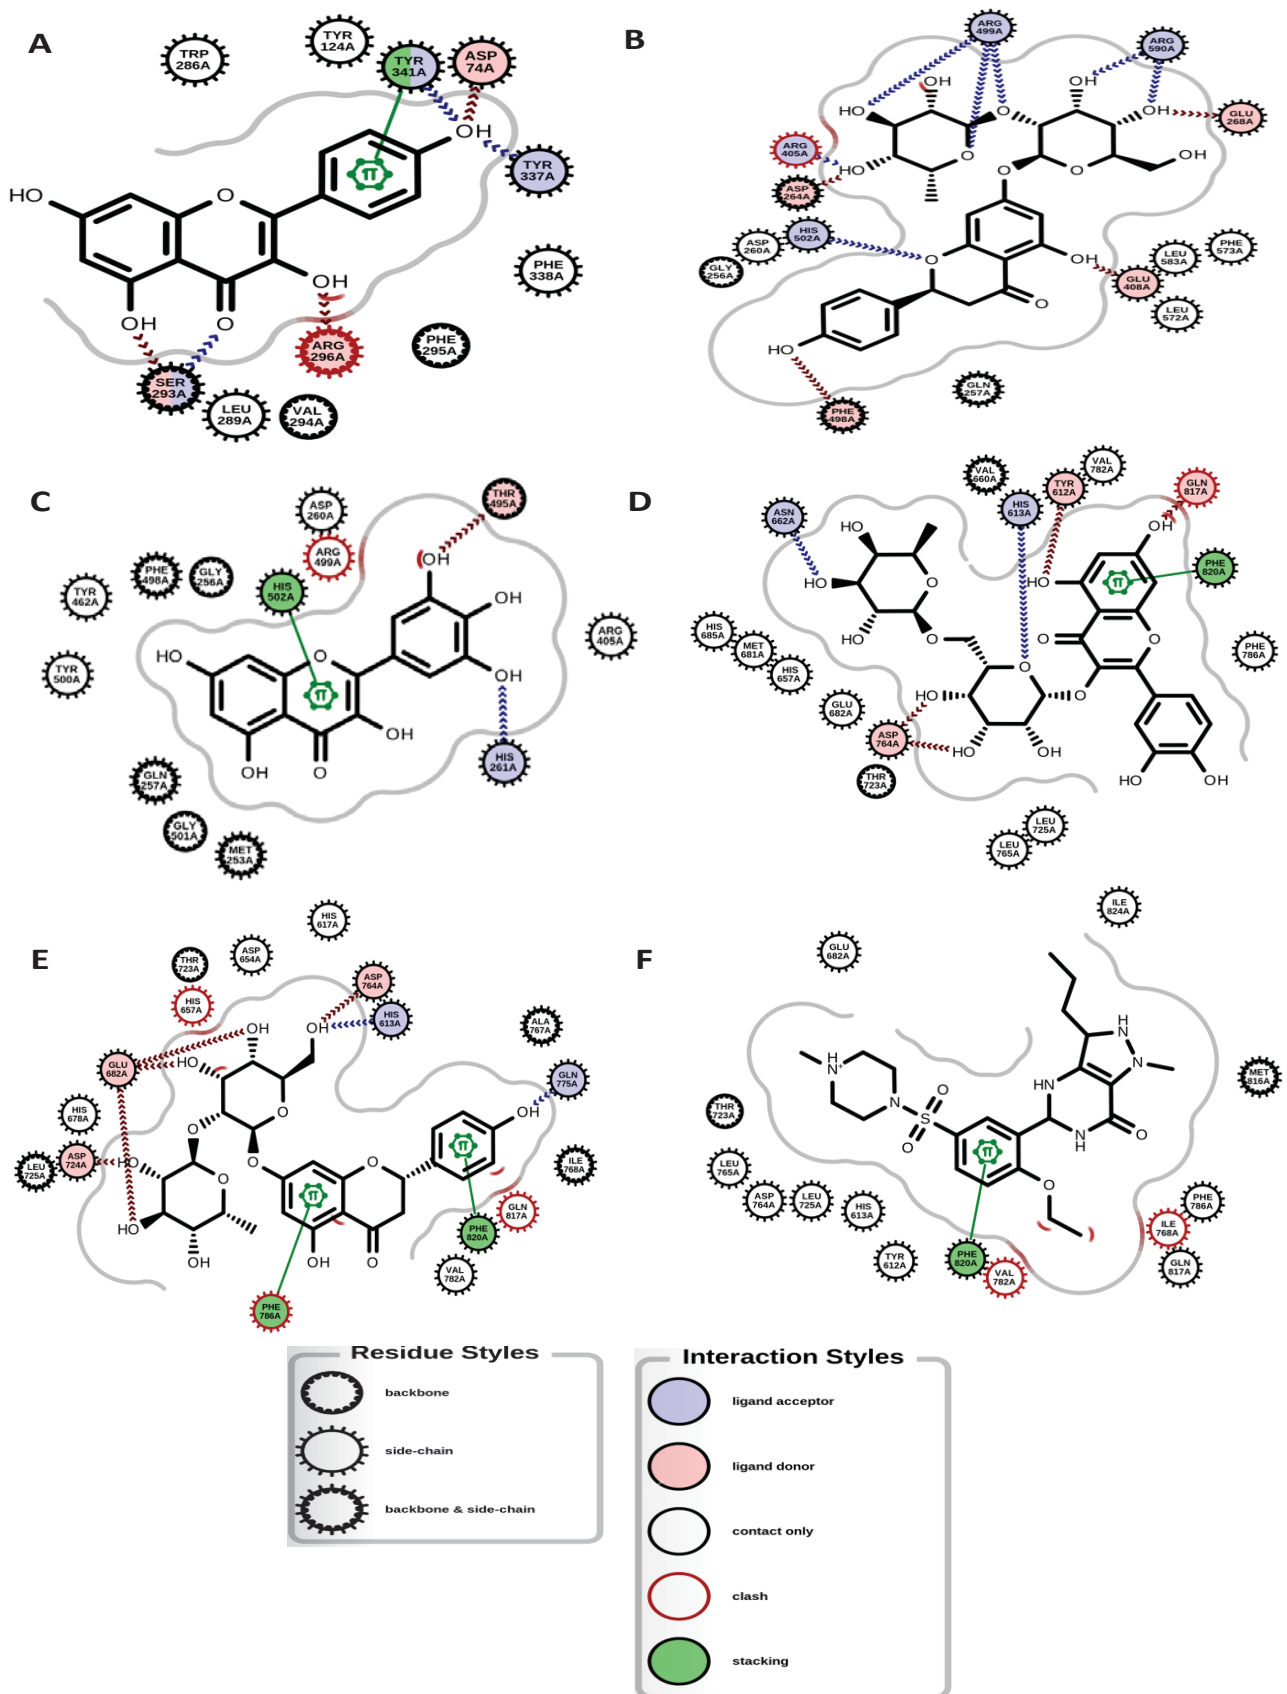 A
TRP
286A
TYR
124A
TYR
341A
ASP
74A
OH
TYR
337A
HO
O
PHE
338A
OH
OH
O
ARG
296A
PHE
295A
SER
293A
LEU
289A
VAL
294A
π
B
ARG
499A
ARG
590A
OH
OH
HO
O
OH
GLU
268A
ARG
405A
O
HO
O
OH
ASP
264A
O
HIS
502A
ASP
260A
GLY
256A
O
OH
LEU
583A
PHE
573A
GLU
408A
O
LEU
572A
HO
GLN
257A
PHE
498A
C
ASP
260A
THR
495A
ARG
499A
OH
PHE
498A
GLY
256A
HIS
502A
TYR
462A
OH
ARG
405A
HO
O
TYR
500A
OH
π
OH
OH
O
HIS
261A
GLN
257A
GLY
501A
MET
253A
D
VAL
660A
TYR
612A
VAL
782A
GLN
817A
ASN
662A
HIS
613A
HO
OH
PHE
820A
HO
O
HO
π
HIS
685A
MET
681A
HIS
657A
HO
O
O
O
O
PHE
786A
GLU
682A
HO
O
ASP
764A
HO
OH
THR
723A
HO
OH
LEU
725A
LEU
765A
E
HIS
617A
THR
723A
ASP
654A
ASP
764A
HIS
657A
HIS
613A
ALA
767A
OH
OH
GLU
682A
HO
GLN
775A
HIS
678A
O
OH
O
π
LEU
725A
ASP
724A
HO
O
O
ILE
768A
O
π
HO
GLN
817A
PHE
820A
OH
OH
O
VAL
782A
PHE
786A
F
ILE
824A
GLU
682A
H
N
N
H
N+
HN
MET
816A
THR
723A
N
O
S
O
π
N
H
O
LEU
765A
ASP
764A
LEU
725A
HIS
613A
O
PHE
786A
ILE
768A
TYR
612A
PHE
820A
VAL
782A
GLN
817A
Residue Styles
backbone
side-chain
backbone & side-chain
Interaction Styles
ligand acceptor
ligand donor
contact only
clash
stacking